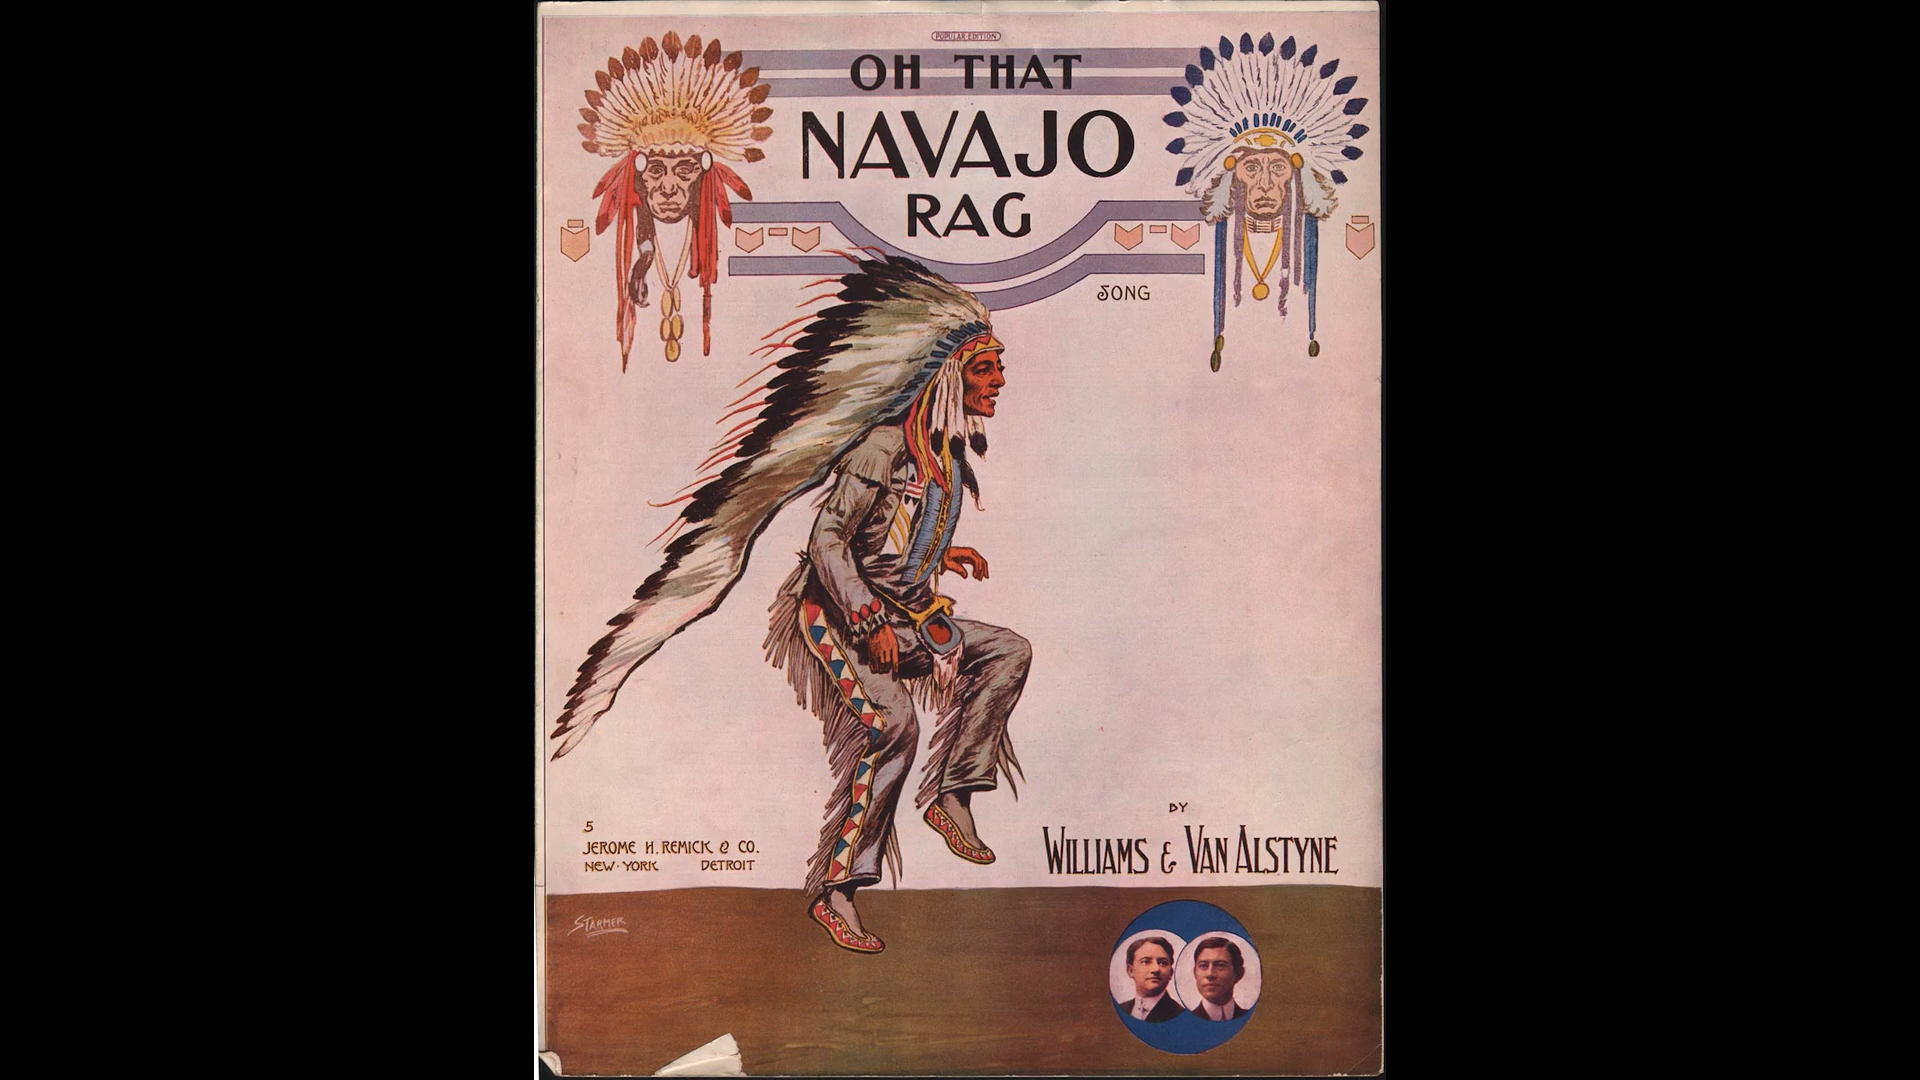 POPULAR EDITION
OH THAT
NAVAJO
RAG
SONG
BY
WILLIAMS & VAN ALSTYNE
5
JEROME H. REMICK & CO.
NEW·YORK DETROIT
STARMER